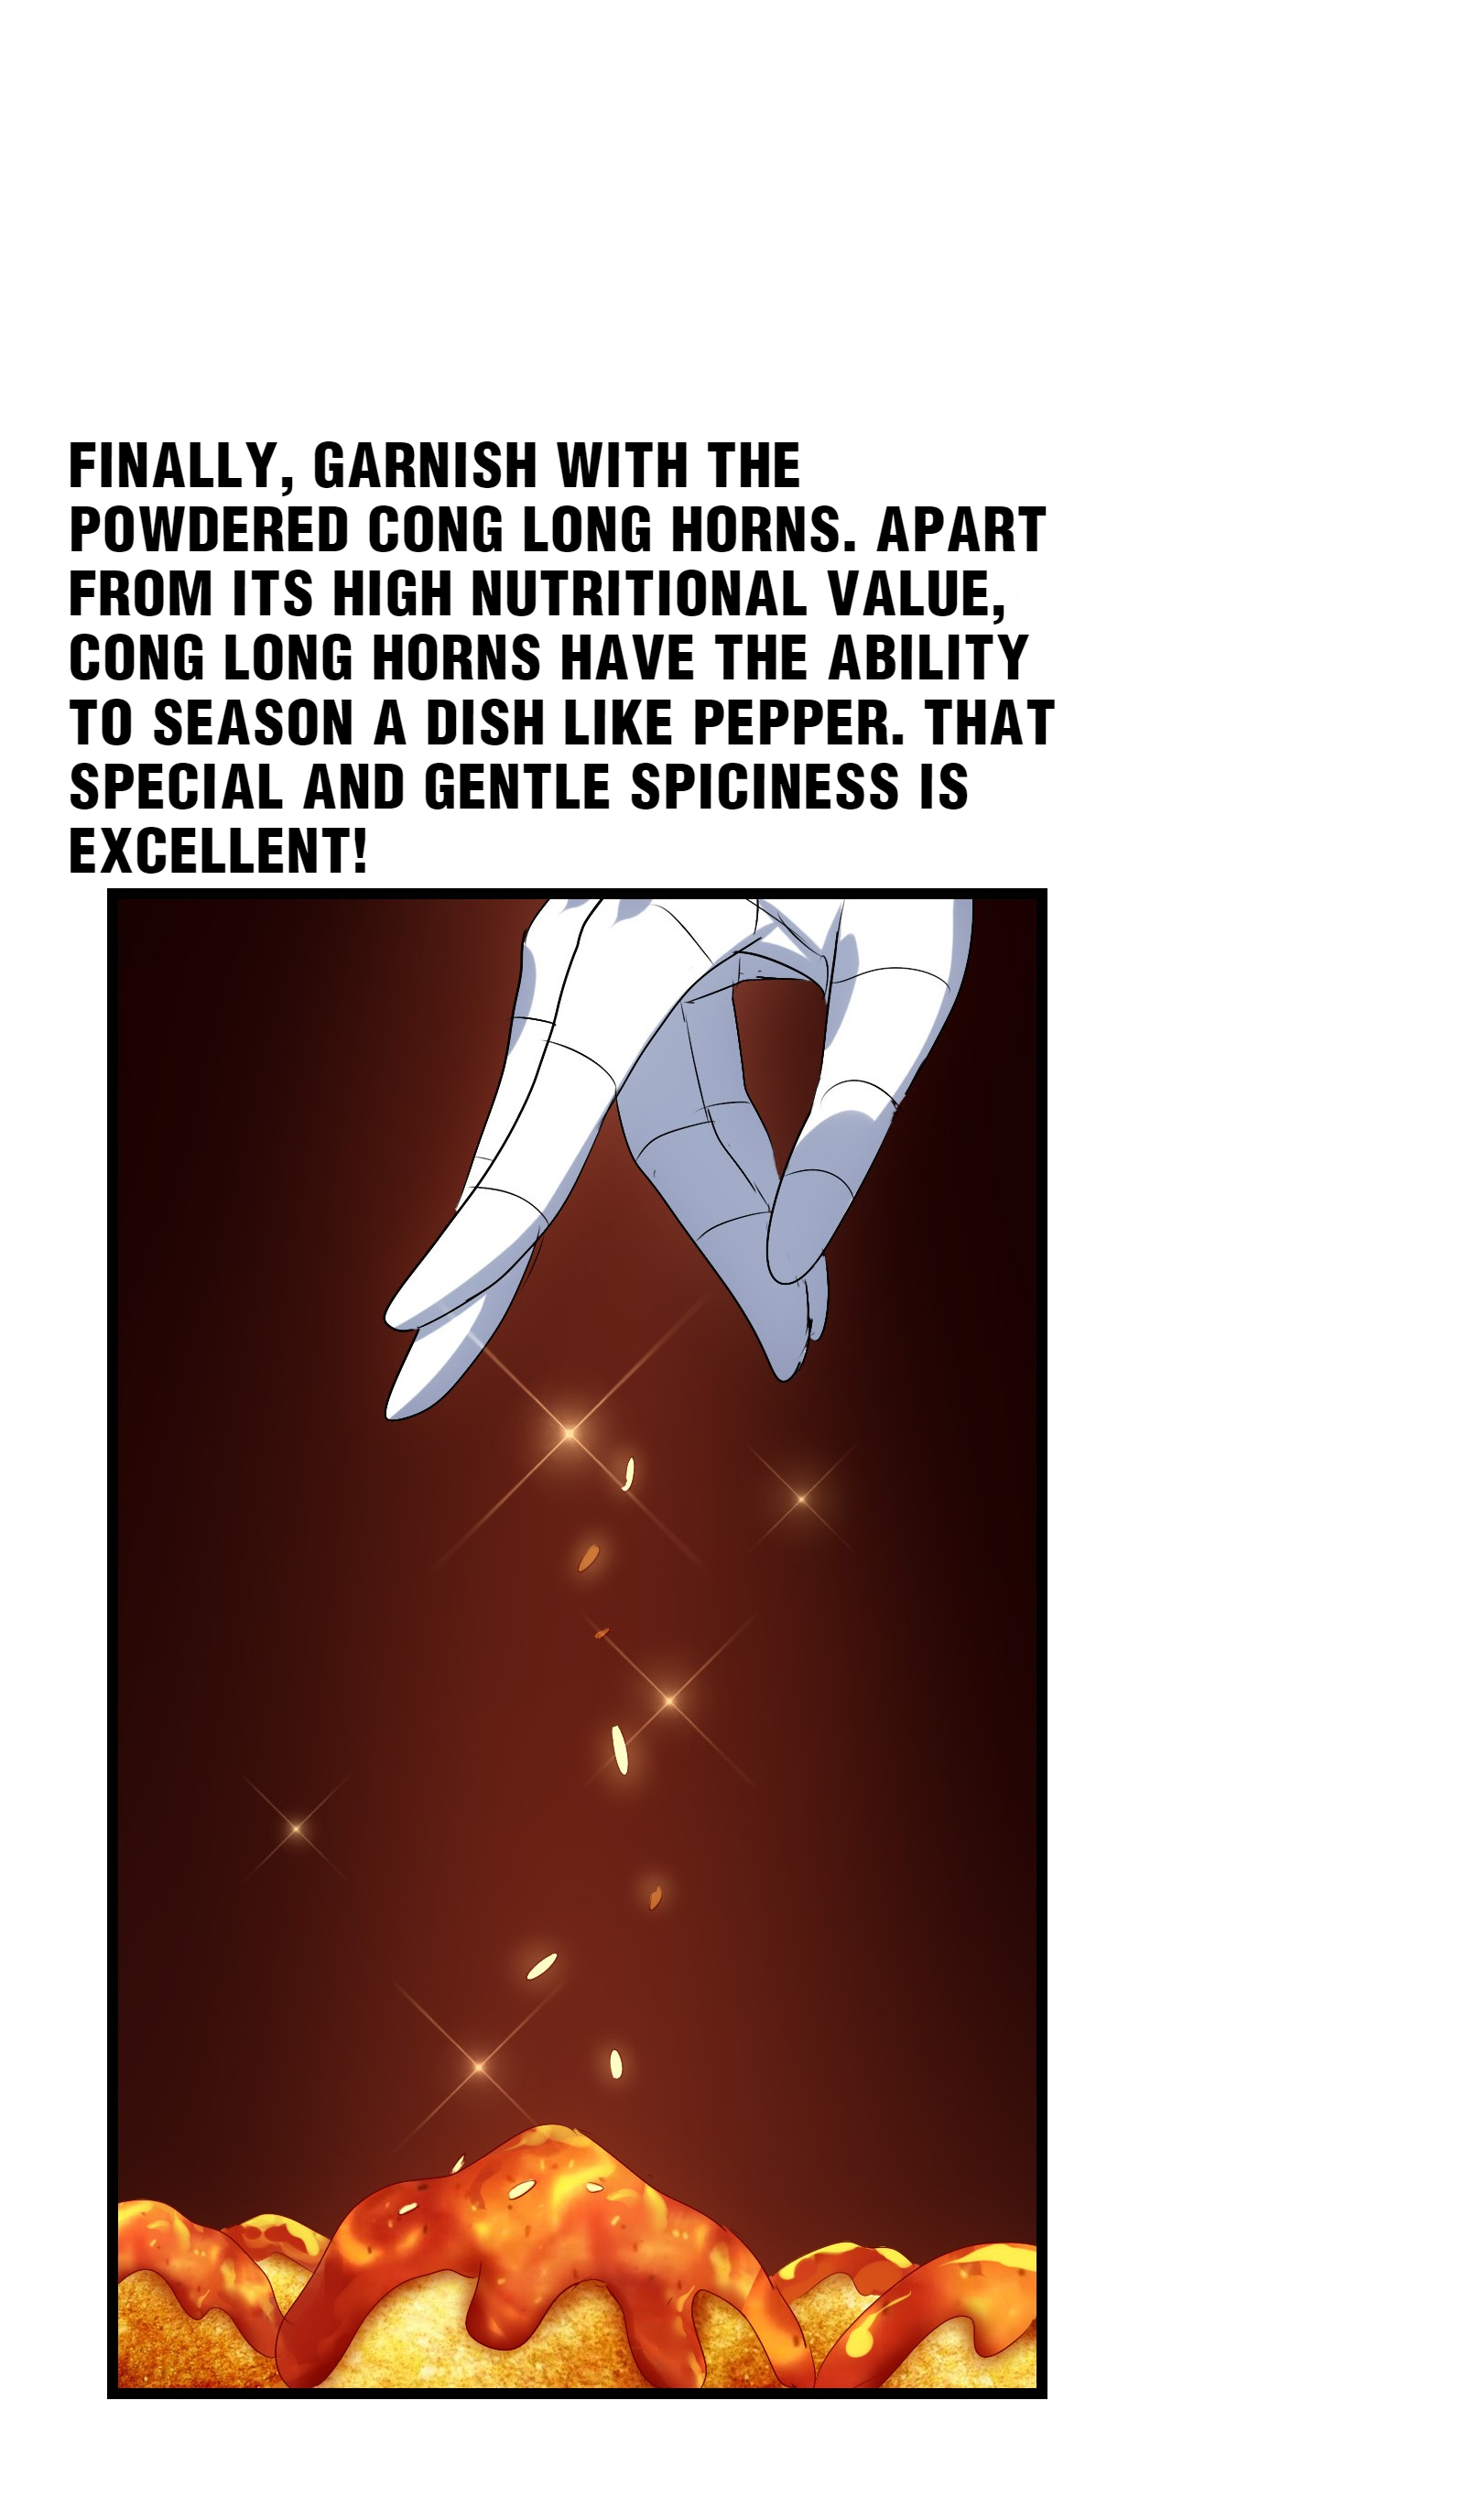 FINALLY, GARNISH WITH THE
POWDERED CONG LONG HORNS. APART
FROM ITS HIGH NUTRITIONAL VALUE,
CONG LONG HORNS HAVE THE ABILITY
TO SEASON A DISH LIKE PEPPER. THAT
SPECIAL AND GENTLE SPICINESS IS
EXCELLENT!